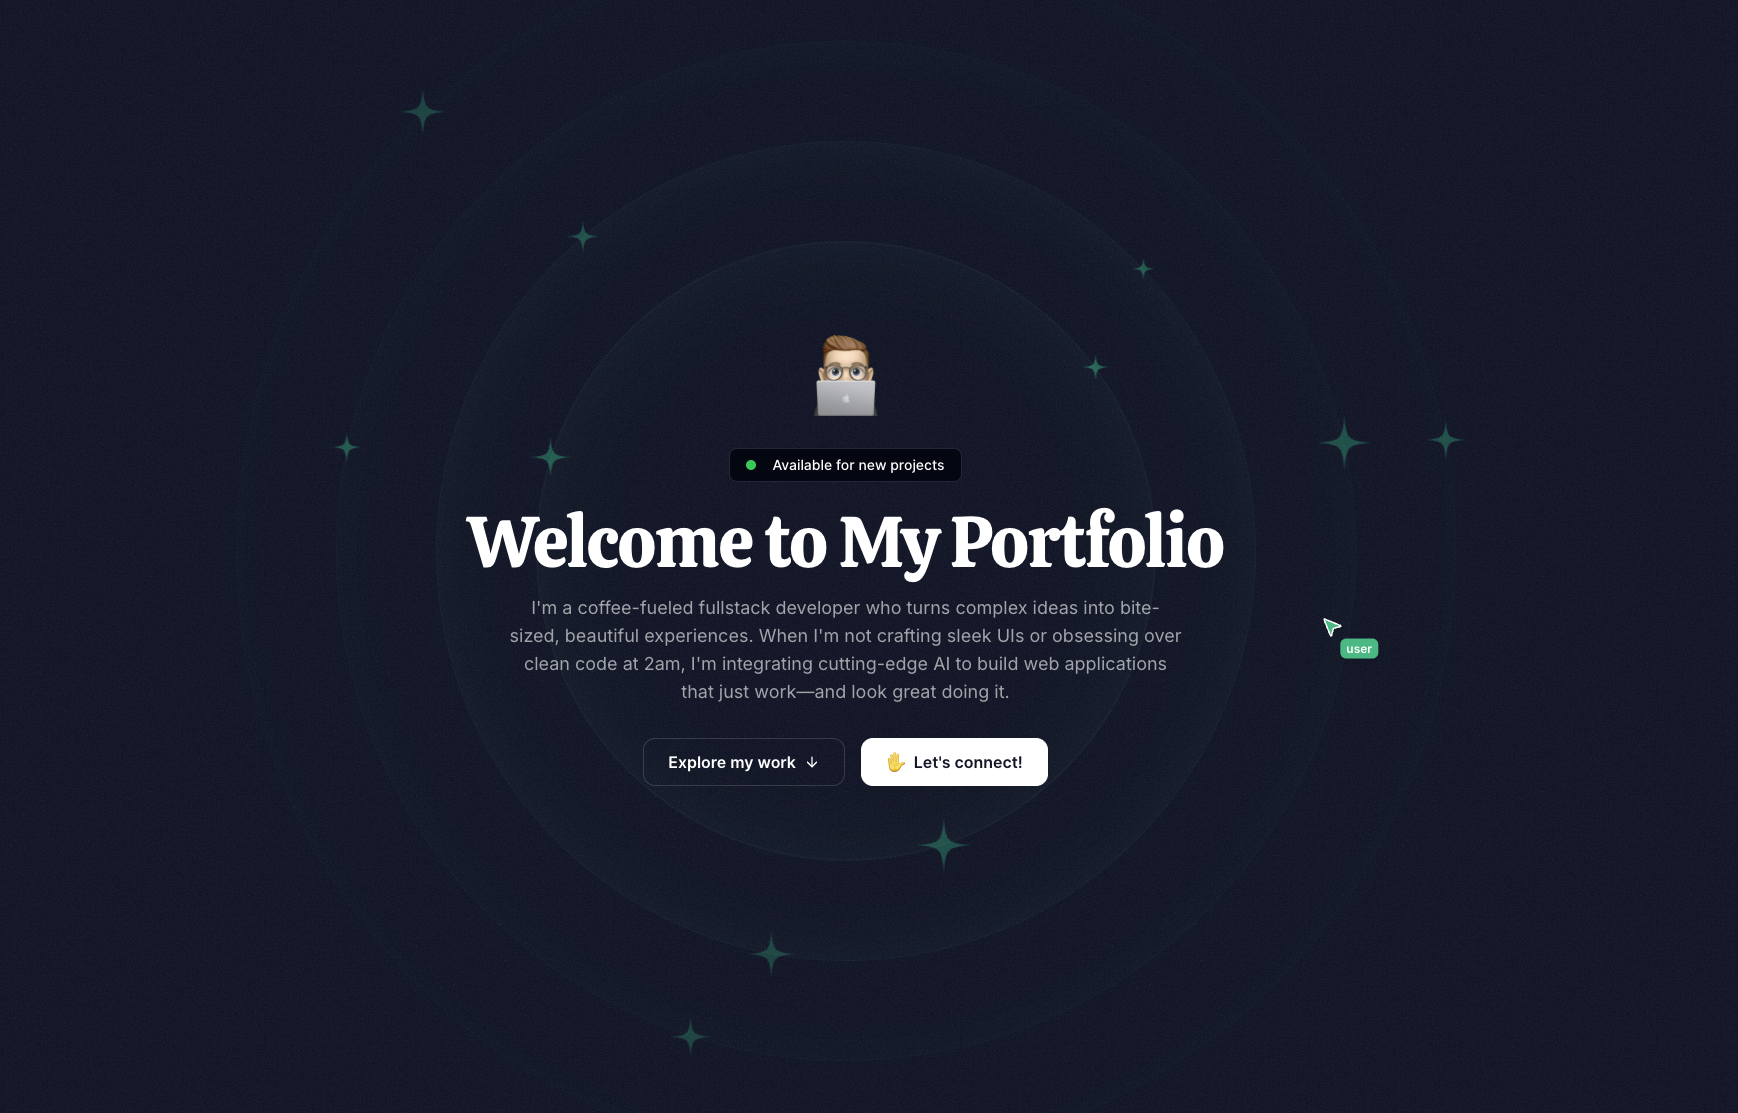 Available for new projects
Welcome to My Portfolio
I'm a coffee-fueled fullstack developer who turns complex ideas into bite-
sized, beautiful experiences. When I'm not crafting sleek UIs or obsessing over
clean code at 2am, I'm integrating cutting-edge AI to build web applications
that just work—and look great doing it.
user
Explore my work ↓
Let's connect!